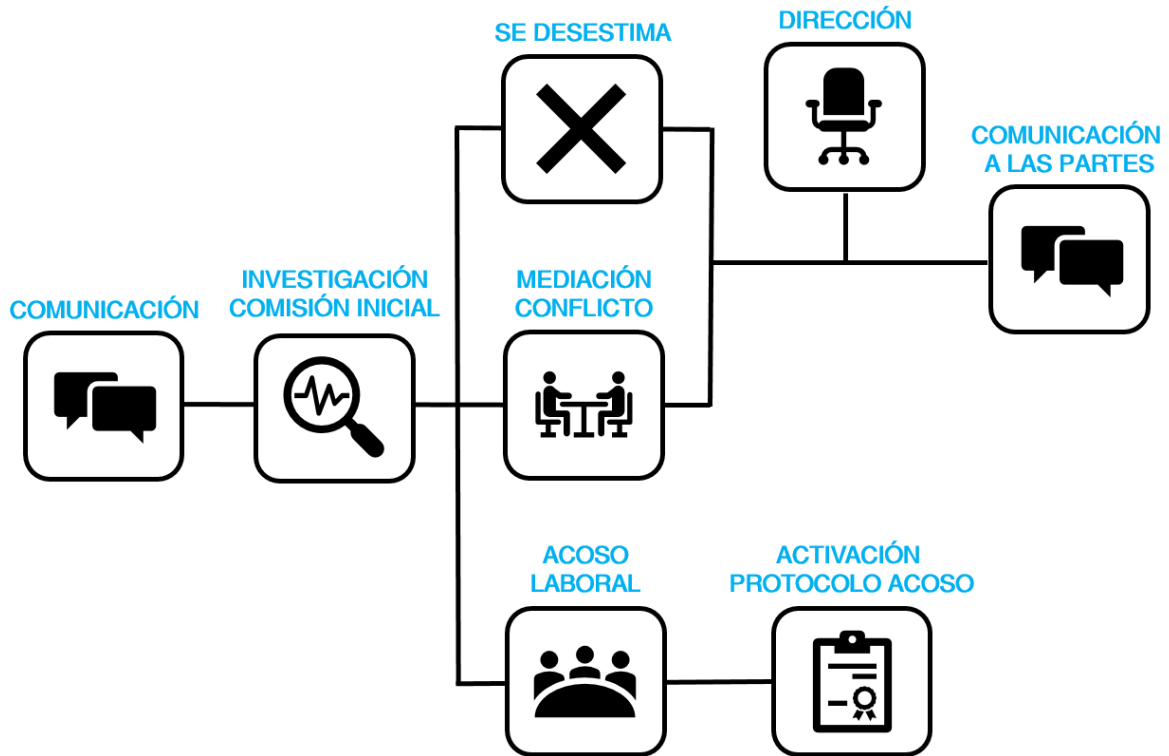 SE DESESTIMA
DIRECCIÓN
COMUNICACIÓN
A LAS PARTES
INVESTIGACIÓN
COMISIÓN INICIAL
MEDIACIÓN
CONFLICTO
COMUNICACIÓN
ACOSO
LABORAL
ACTIVACIÓN
PROTOCOLO ACOSO